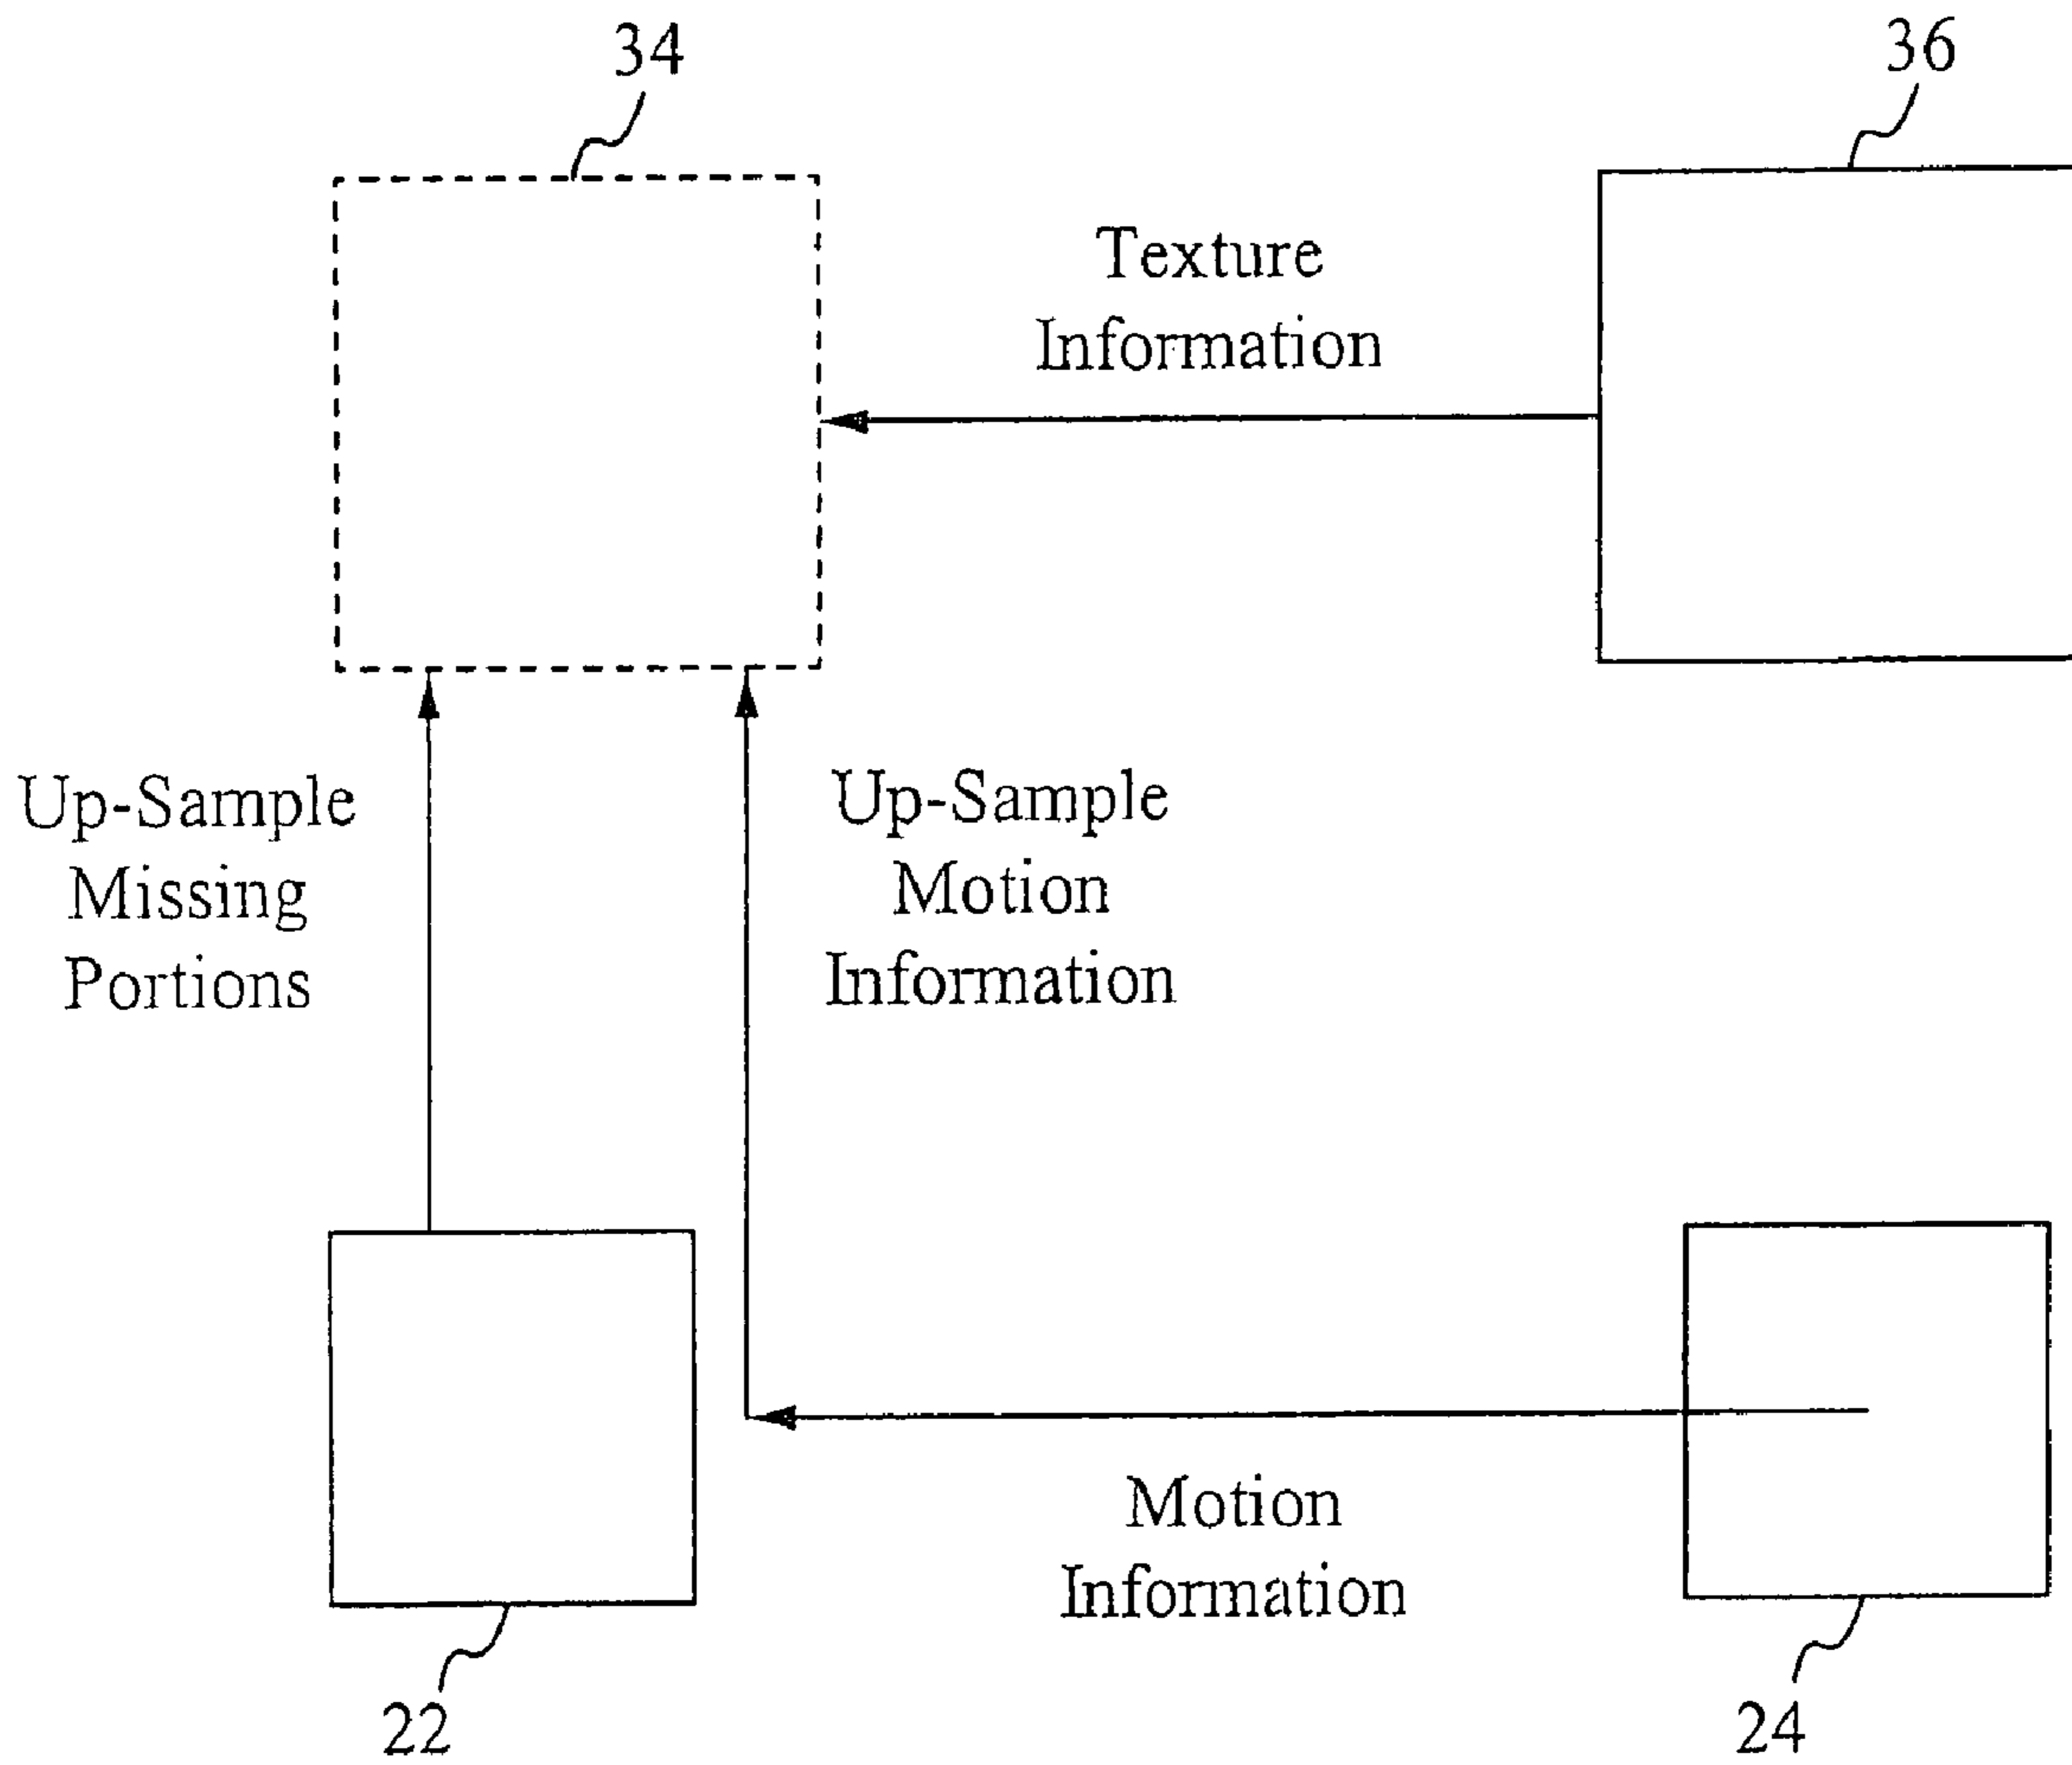 34
36
Texture
Information
Up-Sample
Missing
Portions
Up-Sample
Motion
Information
Motion
Information
22
24